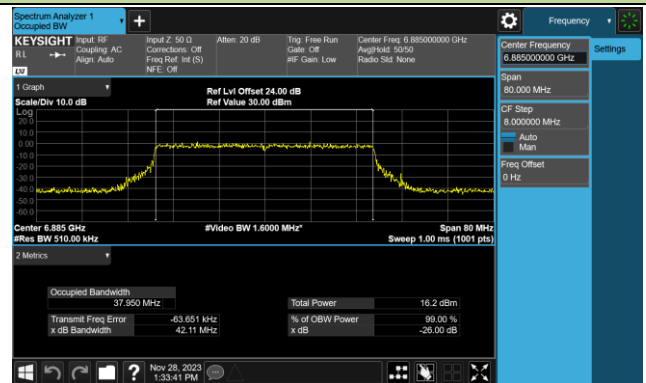 Spectrum Analyzer 1
Occupied BW
Frequency
KEYSIGHT
Input: RF
Input Z: 50 Ω
Atten: 20 dB
Trig: Free Run
Center Freq: 6.885000000 GHz
RL
Coupling: AC
Corrections: Off
Gate: Off
Avg|Hold: 50/50
Align: Auto
Freq Ref: Int (S)
#IF Gain: Low
Radio Std: None
NFE: Off
LXI
Center Frequency
6.885000000 GHz
Settings
Span
80.000 MHz
CF Step
8.000000 MHz
Auto
Man
Freq Offset
0 Hz
1 Graph
Ref Lvl Offset 24.00 dB
Scale/Div 10.0 dB
Ref Value 30.00 dBm
Log
20.0
10.0
0.00
-10.0
-20.0
-30.0
-40.0
-50.0
-60.0
Center 6.885 GHz
#Video BW 1.6000 MHz*
Span 80 MHz
#Res BW 510.00 kHz
Sweep 1.00 ms (1001 pts)
2 Metrics
Occupied Bandwidth
37.950 MHz
Total Power
16.2 dBm
Transmit Freq Error
-63.651 kHz
% of OBW Power
99.00 %
x dB Bandwidth
42.11 MHz
x dB
-26.00 dB
?
Nov 28, 2023
1:33:41 PM